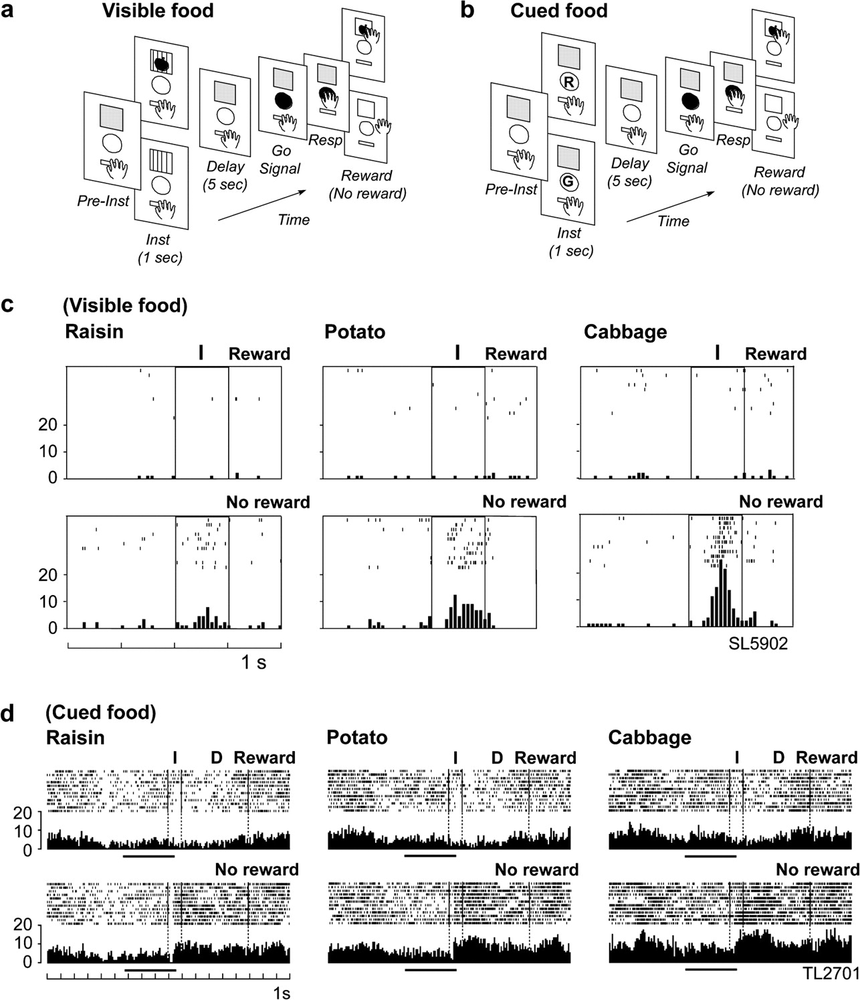 a Visible food
b Cued food
Pre-Inst
Inst
(1 sec)
Delay
(5 sec)
Go
Signal
Resp
Reward
(No reward)
Time
R
G
Pre-Inst
Inst
(1 sec)
Delay
(5 sec)
Go
Signal
Resp
Reward
(No reward)
Time
c (Visible food)
Raisin Potato Cabbage
I Reward I Reward I Reward
20
10
0
No reward No reward No reward
20
10
0
SL5902
1 s
d (Cued food)
Raisin Potato Cabbage
I D Reward I D Reward I D Reward
20
10
0
No reward No reward No reward
20
10
0
TL2701
1s